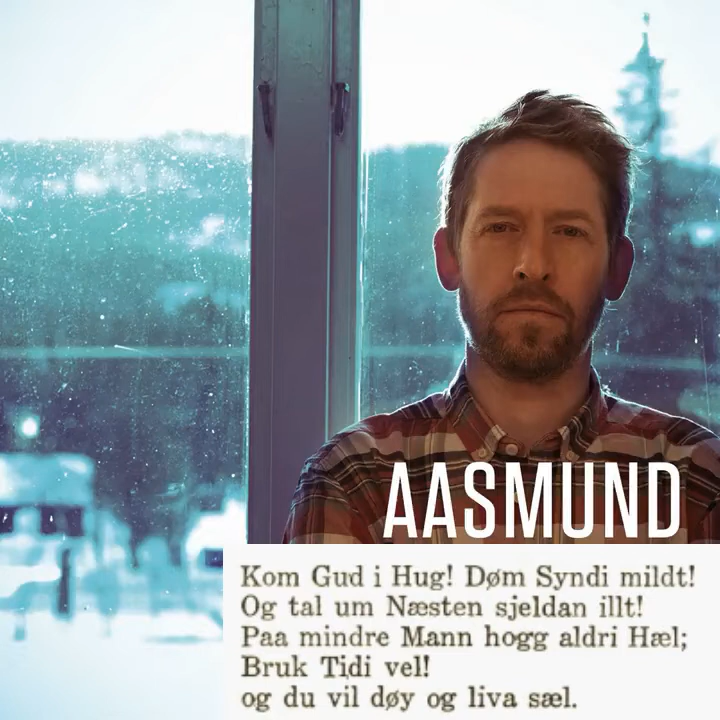 AASMUND
Kom Gud i Hug! Døm Syndi mildt!
Og tal um Næsten sjeldan illt!
Paa mindre Mann hogg aldri Hæl;
Bruk Tidi vel!
og du vil døy og liva sæl.